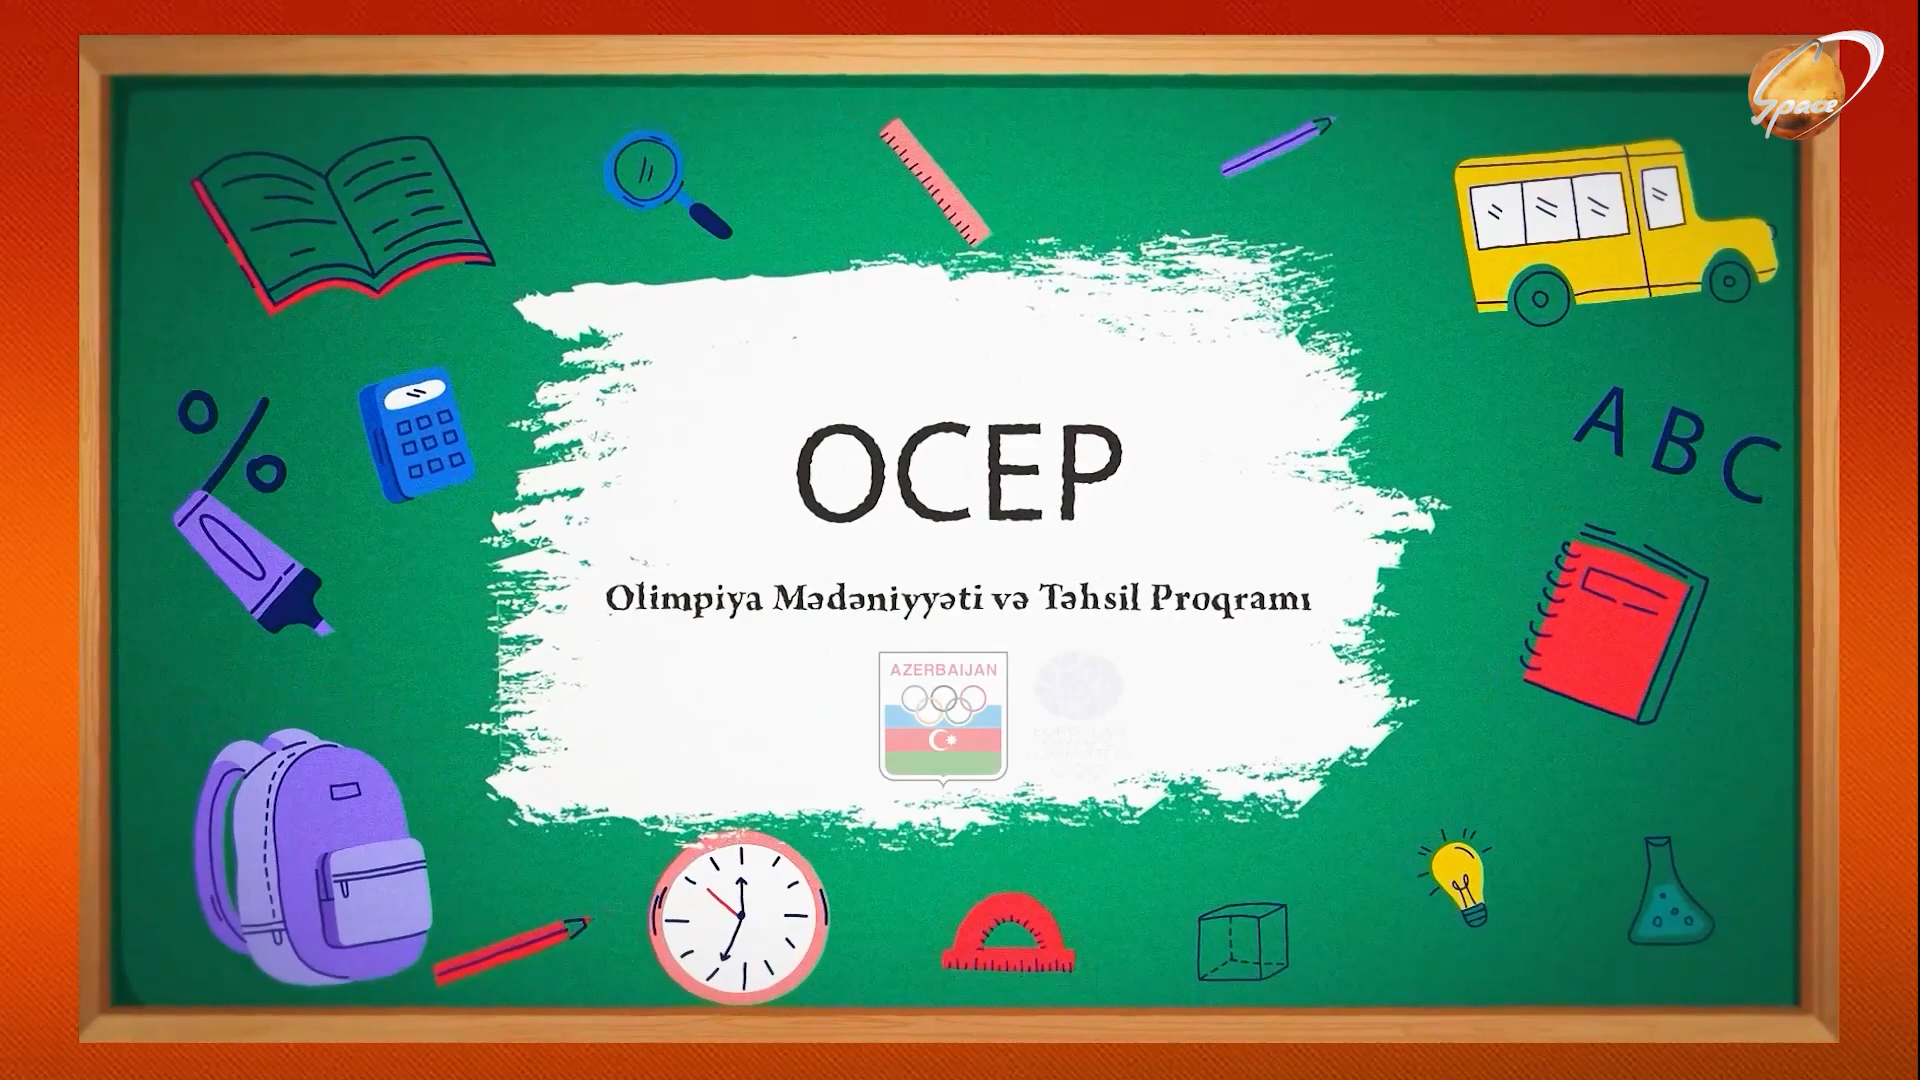 Space
OCEP
Olimpiya Mədəniyyəti və Təhsil Proqramı
AZERBAIJAN
%
A B C